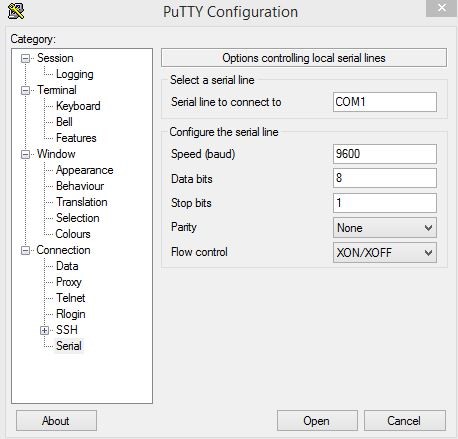 PuTTY Configuration
Category:
Session
Logging
Terminal
Keyboard
Bell
Features
Window
Appearance
Behaviour
Translation
Selection
Colours
Connection
Data
Proxy
Telnet
Rlogin
SSH
Serial
Options controlling local serial lines
Select a serial line
Serial line to connect to COM1
Configure the serial line
Speed (baud) 9600
Data bits 8
Stop bits 1
Parity None
Flow control XON/XOFF
About Open Cancel